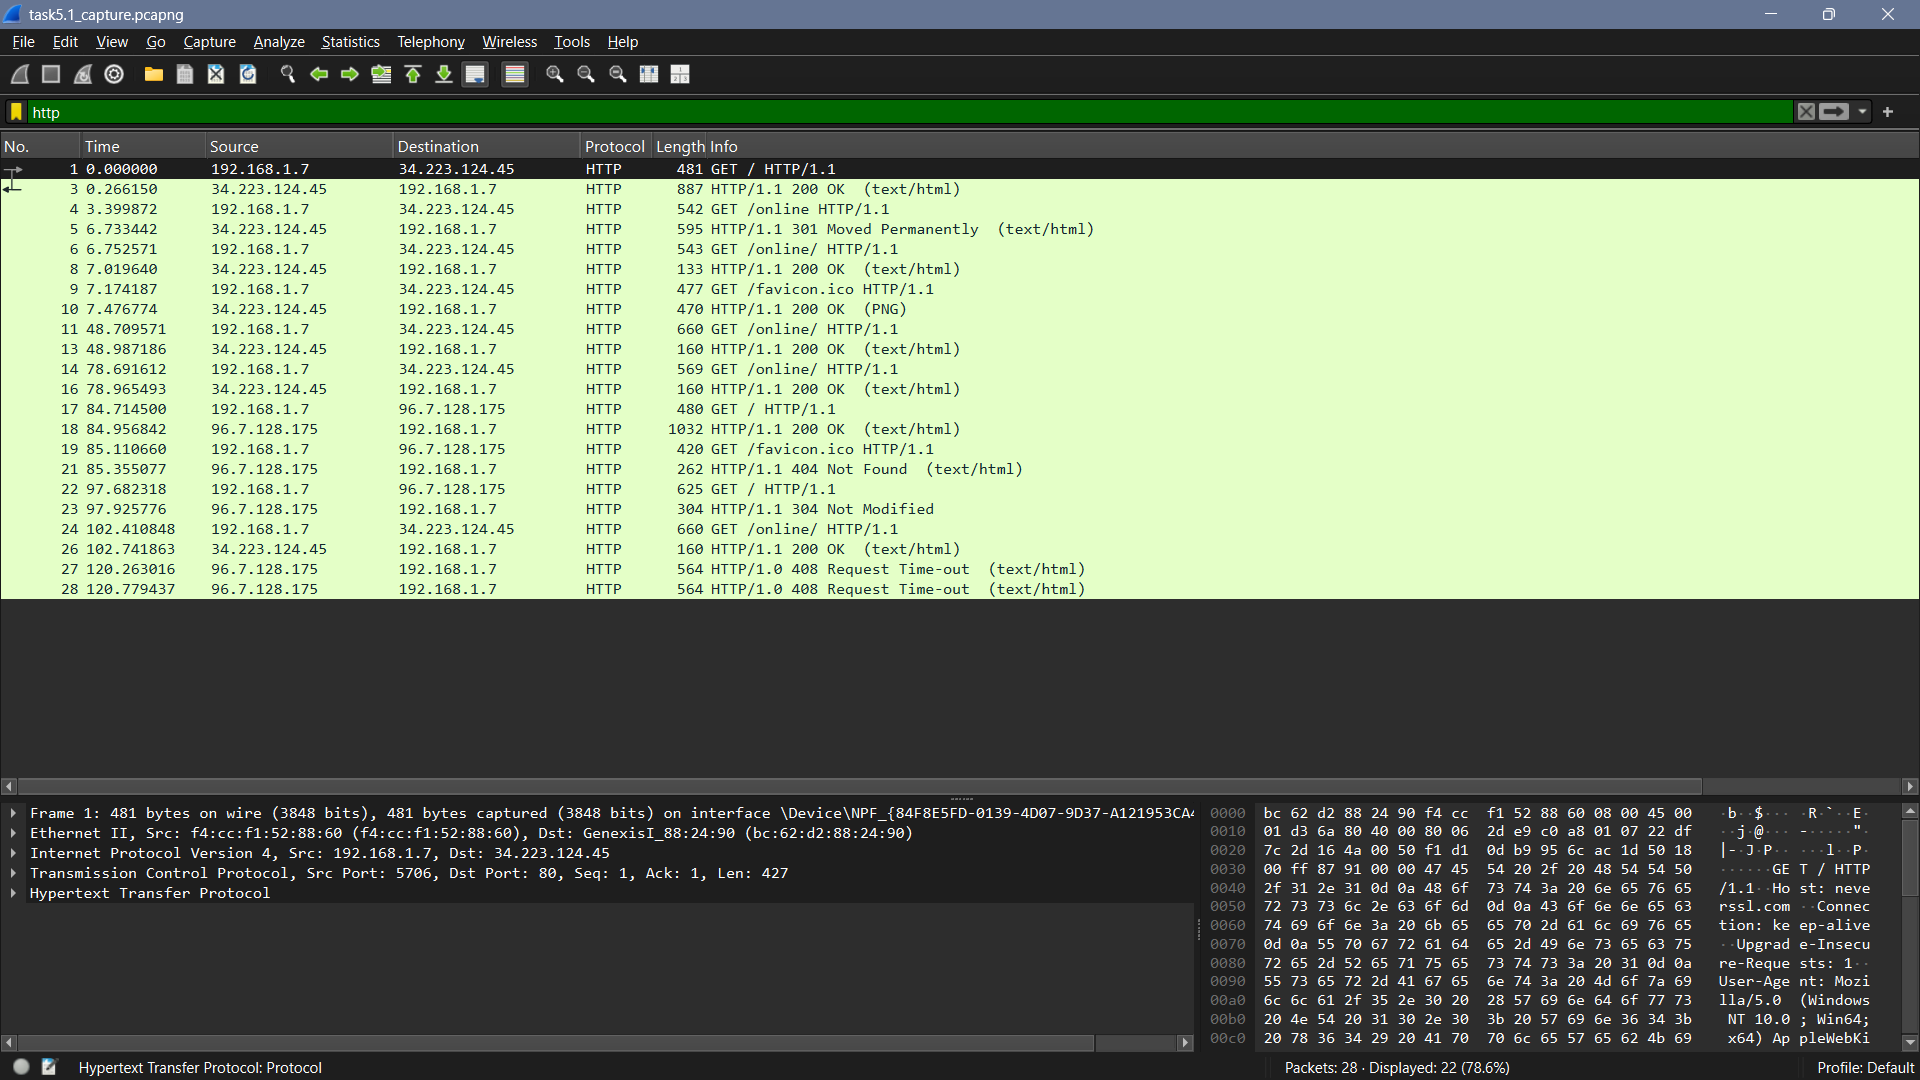 task5.1_capture.pcapng
File Edit View Go Capture Analyze Statistics Telephony Wireless Tools Help
http
No. Time Source Destination Protocol Length Info
1 0.000000 192.168.1.7 34.223.124.45 HTTP 481 GET / HTTP/1.1
3 0.266150 34.223.124.45 192.168.1.7 HTTP 887 HTTP/1.1 200 OK (text/html)
4 3.399872 192.168.1.7 34.223.124.45 HTTP 542 GET /online HTTP/1.1
5 6.733442 34.223.124.45 192.168.1.7 HTTP 595 HTTP/1.1 301 Moved Permanently (text/html)
6 6.752571 192.168.1.7 34.223.124.45 HTTP 543 GET /online/ HTTP/1.1
8 7.019640 34.223.124.45 192.168.1.7 HTTP 133 HTTP/1.1 200 OK (text/html)
9 7.174187 192.168.1.7 34.223.124.45 HTTP 477 GET /favicon.ico HTTP/1.1
10 7.476774 34.223.124.45 192.168.1.7 HTTP 470 HTTP/1.1 200 OK (PNG)
11 48.709571 192.168.1.7 34.223.124.45 HTTP 660 GET /online/ HTTP/1.1
13 48.987186 34.223.124.45 192.168.1.7 HTTP 160 HTTP/1.1 200 OK (text/html)
14 78.691612 192.168.1.7 34.223.124.45 HTTP 569 GET /online/ HTTP/1.1
16 78.965493 34.223.124.45 192.168.1.7 HTTP 160 HTTP/1.1 200 OK (text/html)
17 84.714500 192.168.1.7 96.7.128.175 HTTP 480 GET / HTTP/1.1
18 84.956842 96.7.128.175 192.168.1.7 HTTP 1032 HTTP/1.1 200 OK (text/html)
19 85.110660 192.168.1.7 96.7.128.175 HTTP 420 GET /favicon.ico HTTP/1.1
21 85.355077 96.7.128.175 192.168.1.7 HTTP 262 HTTP/1.1 404 Not Found (text/html)
22 97.682318 192.168.1.7 96.7.128.175 HTTP 625 GET / HTTP/1.1
23 97.925776 96.7.128.175 192.168.1.7 HTTP 304 HTTP/1.1 304 Not Modified
24 102.410848 192.168.1.7 34.223.124.45 HTTP 660 GET /online/ HTTP/1.1
26 102.741863 34.223.124.45 192.168.1.7 HTTP 160 HTTP/1.1 200 OK (text/html)
27 120.263016 96.7.128.175 192.168.1.7 HTTP 564 HTTP/1.0 408 Request Time-out (text/html)
28 120.779437 96.7.128.175 192.168.1.7 HTTP 564 HTTP/1.0 408 Request Time-out (text/html)
Frame 1: 481 bytes on wire (3848 bits), 481 bytes captured (3848 bits) on interface \Device\NPF_{84F8E5FD-0139-4D07-9D37-A121953CA4
Ethernet II, Src: f4:cc:f1:52:88:60 (f4:cc:f1:52:88:60), Dst: GenexisI_88:24:90 (bc:62:d2:88:24:90)
Internet Protocol Version 4, Src: 192.168.1.7, Dst: 34.223.124.45
Transmission Control Protocol, Src Port: 5706, Dst Port: 80, Seq: 1, Ack: 1, Len: 427
Hypertext Transfer Protocol
0000 bc 62 d2 88 24 90 f4 cc f1 52 88 60 08 00 45 00 ·b··$··· ·R·`··E·
0010 01 d3 6a 80 40 00 80 06 2d e9 c0 a8 01 07 22 df ··j·@··· -·····"·
0020 7c 2d 16 4a 00 50 f1 d1 0d b9 95 6c ac 1d 50 18 |-·J·P·· ···l··P·
0030 00 ff 87 91 00 00 47 45 54 20 2f 20 48 54 54 50 ······GE T / HTTP
0040 2f 31 2e 31 0d 0a 48 6f 73 74 3a 20 6e 65 76 65 /1.1··Ho st: neve
0050 72 73 73 6c 2e 63 6f 6d 0d 0a 43 6f 6e 6e 65 63 rssl.com ··Connec
0060 74 69 6f 6e 3a 20 6b 65 65 70 2d 61 6c 69 76 65 tion: ke ep-alive
0070 0d 0a 55 70 67 72 61 64 65 2d 49 6e 73 65 63 75 ··Upgrad e-Insecu
0080 72 65 2d 52 65 71 75 65 73 74 73 3a 20 31 0d 0a re-Reque sts: 1··
0090 55 73 65 72 2d 41 67 65 6e 74 3a 20 4d 6f 7a 69 User-Age nt: Mozi
00a0 6c 6c 61 2f 35 2e 30 20 28 57 69 6e 64 6f 77 73 lla/5.0 (Windows
00b0 20 4e 54 20 31 30 2e 30 3b 20 57 69 6e 36 34 3b NT 10.0 ; Win64;
00c0 20 78 36 34 29 20 41 70 70 6c 65 57 65 62 4b 69 x64) Ap pleWebKi
Hypertext Transfer Protocol: Protocol
Packets: 28 · Displayed: 22 (78.6%)
Profile: Default